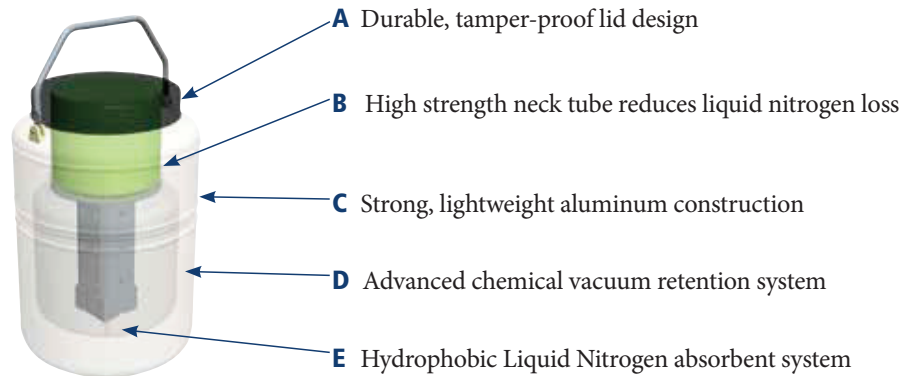 A Durable, tamper-proof lid design
B High strength neck tube reduces liquid nitrogen loss
C Strong, lightweight aluminum construction
D Advanced chemical vacuum retention system
E Hydrophobic Liquid Nitrogen absorbent system